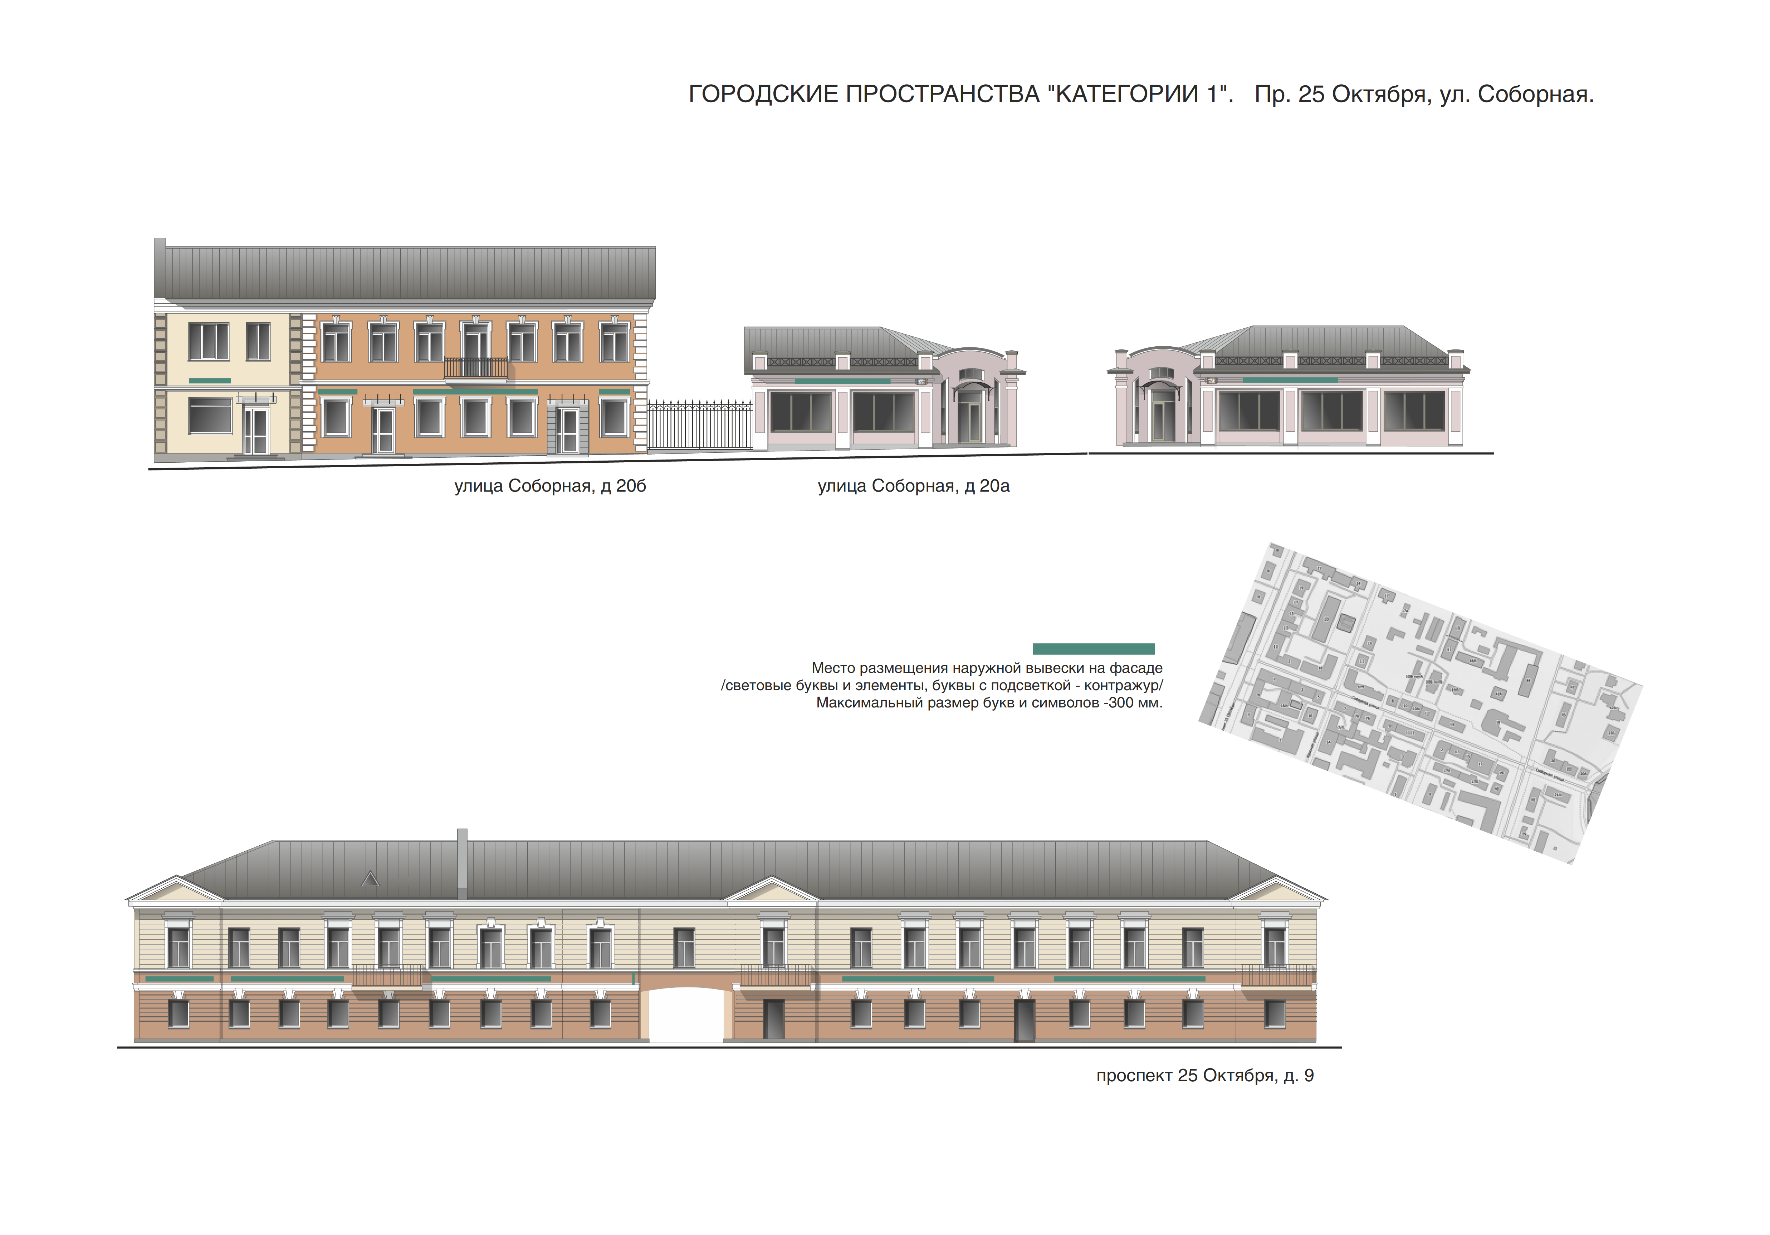 ГОРОДСКИЕ ПРОСТРАНСТВА "КАТЕГОРИИ 1". Пр. 25 Октября, ул. Соборная.
улица Соборная, д 20б
улица Соборная, д 20а
Место размещения наружной вывески на фасаде
/световые буквы и элементы, буквы с подсветкой - контражур/
Максимальный размер букв и символов -300 мм.
проспект 25 Октября, д. 9